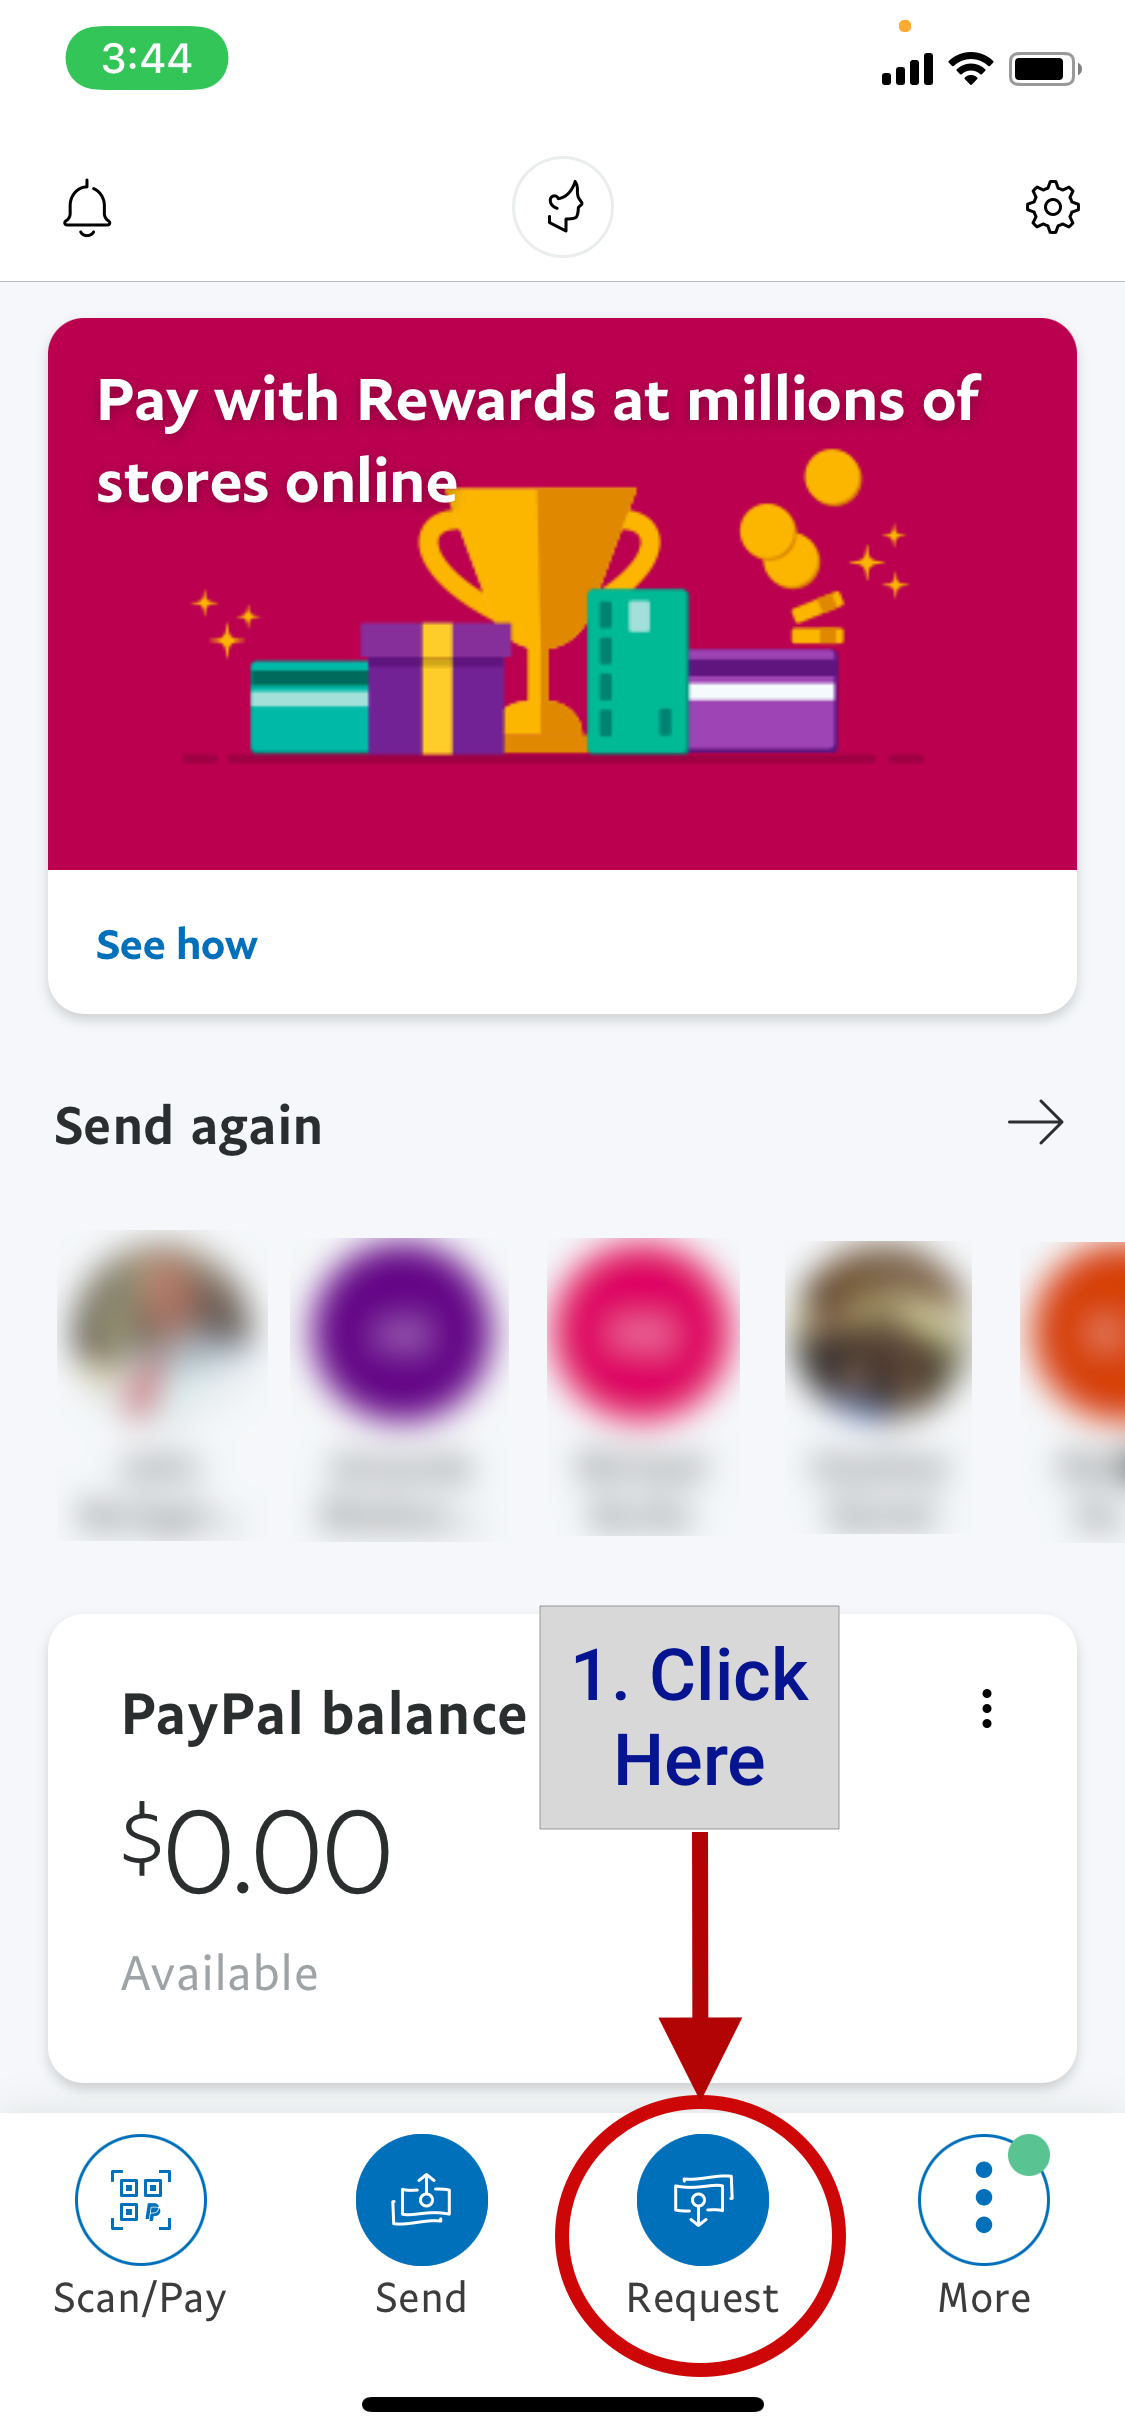 3:44
Pay with Rewards at millions of
stores online
See how
Send again
PayPal balance
$0.00
Available
1. Click
Here
Scan/Pay
Send
Request
More